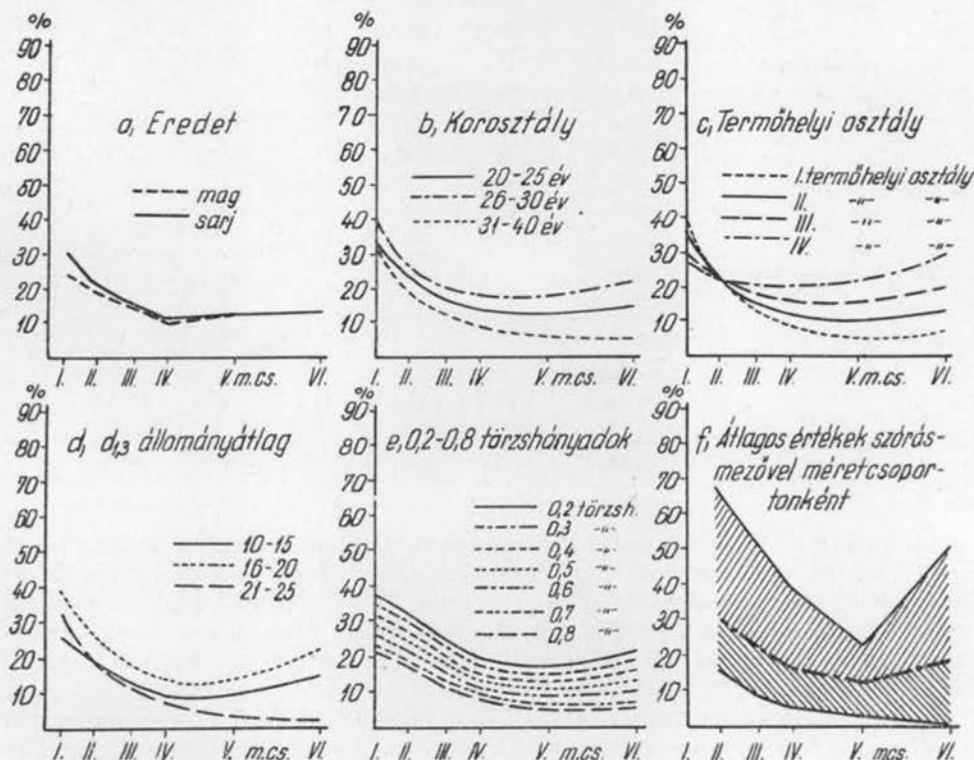 %
90
80
70
60
50
40
30
20
10
a, Eredet
mag
sarj
I. II. III. IV. V. m.cs. VI.
%
90
80
70
60
50
40
30
20
10
b, Korosztály
20-25 év
26-30 év
31-40 év
I. II. III. IV. V. m.cs. VI.
%
90
80
70
60
50
40
30
20
10
c, Termőhelyi osztály
I. termőhelyi osztály
II. -"- -"-
III. -"- -"-
IV. -"- -"-
I. II. III. IV. V. m.cs. VI.
%
90
80
70
60
50
40
30
20
10
d, d1,3 állományátlag
10-15
16-20
21-25
I. II. III. IV. V. m.cs. VI.
%
90
80
70
60
50
40
30
20
10
e, 0,2-0,8 törzshányadok
0,2 törzsh.
0,3 -"-
0,4 -"-
0,5 -"-
0,6 -"-
0,7 -"-
0,8 -"-
I. II. III. IV. V. m.cs. VI.
%
90
80
70
60
50
40
30
20
10
f, Átlagos értékek szórás-
mezővel méretcsopor-
tonként
I. II. III. IV. V. mcs. VI.